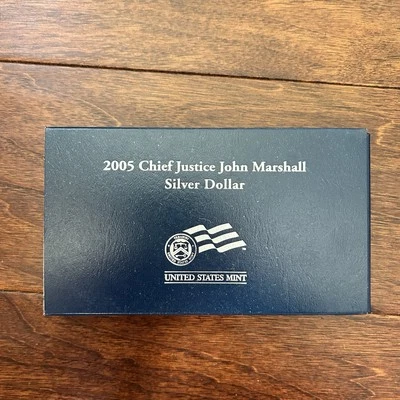 2005 Chief Justice John Marshall
Silver Dollar
UNITED STATES MINT